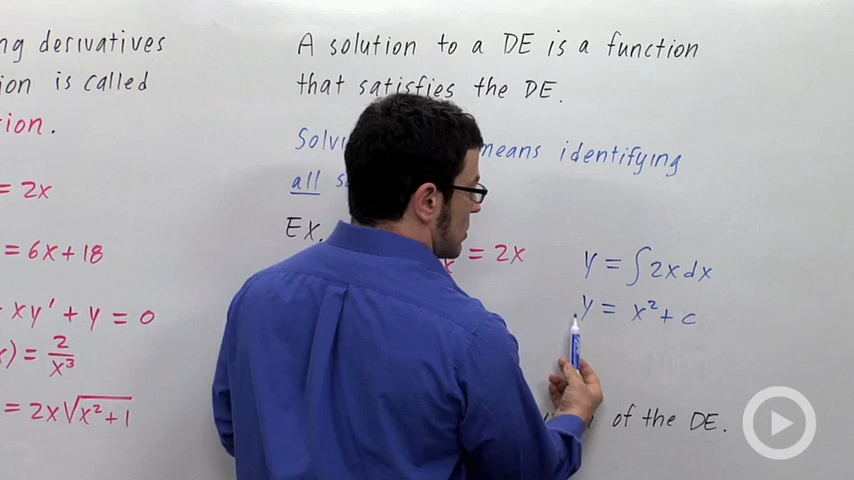 ng derivatives
ion is called
ion.
= 2x
= 6x + 18
xy' + y = 0
x) = 2/x³
= 2x√(x² + 1)
A solution to a DE is a function
that satisfies the DE.
Solvi means identifying
all s
Ex.
x = 2x
y = ∫ 2x dx
y = x² + c
of the DE.